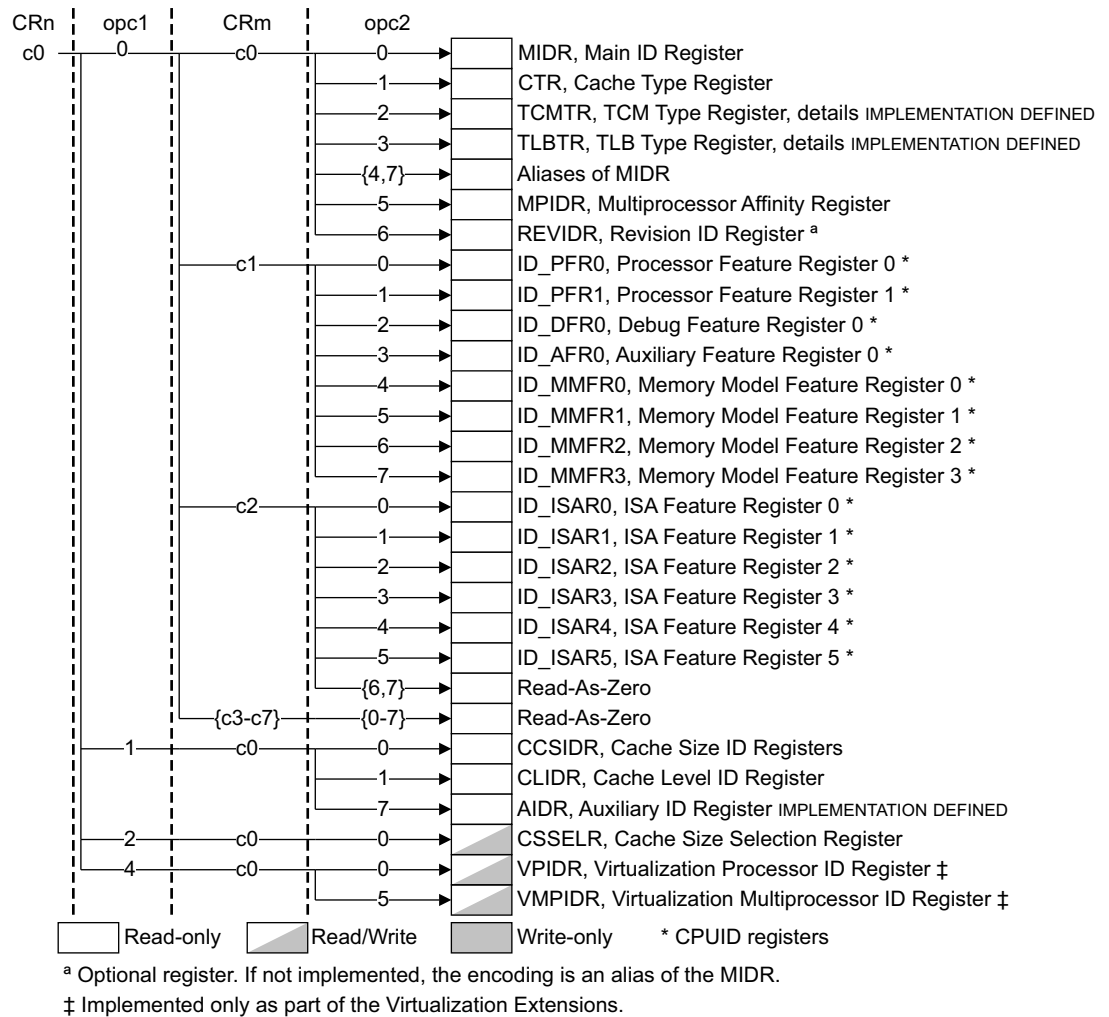 CRn opc1 CRm opc2
c0 0 c0 0 MIDR, Main ID Register
1 CTR, Cache Type Register
2 TCMTR, TCM Type Register, details IMPLEMENTATION DEFINED
3 TLBTR, TLB Type Register, details IMPLEMENTATION DEFINED
{4,7} Aliases of MIDR
5 MPIDR, Multiprocessor Affinity Register
6 REVIDR, Revision ID Register ª
c1 0 ID_PFR0, Processor Feature Register 0 *
1 ID_PFR1, Processor Feature Register 1 *
2 ID_DFR0, Debug Feature Register 0 *
3 ID_AFR0, Auxiliary Feature Register 0 *
4 ID_MMFR0, Memory Model Feature Register 0 *
5 ID_MMFR1, Memory Model Feature Register 1 *
6 ID_MMFR2, Memory Model Feature Register 2 *
7 ID_MMFR3, Memory Model Feature Register 3 *
c2 0 ID_ISAR0, ISA Feature Register 0 *
1 ID_ISAR1, ISA Feature Register 1 *
2 ID_ISAR2, ISA Feature Register 2 *
3 ID_ISAR3, ISA Feature Register 3 *
4 ID_ISAR4, ISA Feature Register 4 *
5 ID_ISAR5, ISA Feature Register 5 *
{6,7} Read-As-Zero
{c3-c7} {0-7} Read-As-Zero
1 c0 0 CCSIDR, Cache Size ID Registers
1 CLIDR, Cache Level ID Register
7 AIDR, Auxiliary ID Register IMPLEMENTATION DEFINED
2 c0 0 CSSELR, Cache Size Selection Register
4 c0 0 VPIDR, Virtualization Processor ID Register ‡
5 VMPIDR, Virtualization Multiprocessor ID Register ‡
Read-only Read/Write Write-only * CPUID registers
ª Optional register. If not implemented, the encoding is an alias of the MIDR.
‡ Implemented only as part of the Virtualization Extensions.